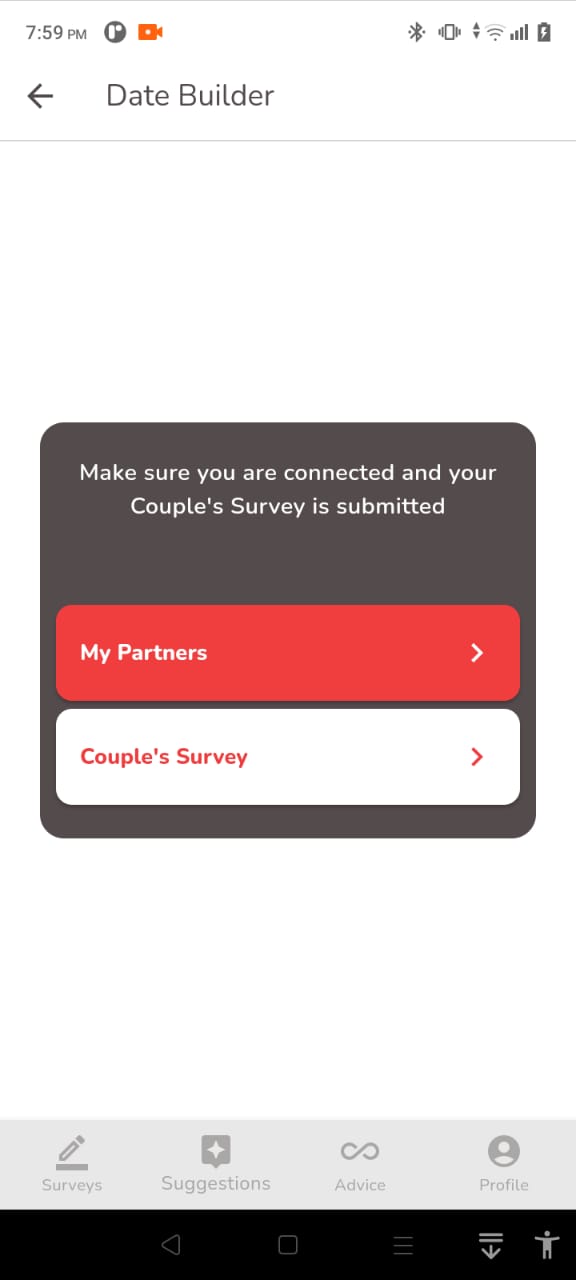 7:59 PM
Date Builder
Make sure you are connected and your
Couple's Survey is submitted
My Partners
Couple's Survey
Surveys
Suggestions
Advice
Profile